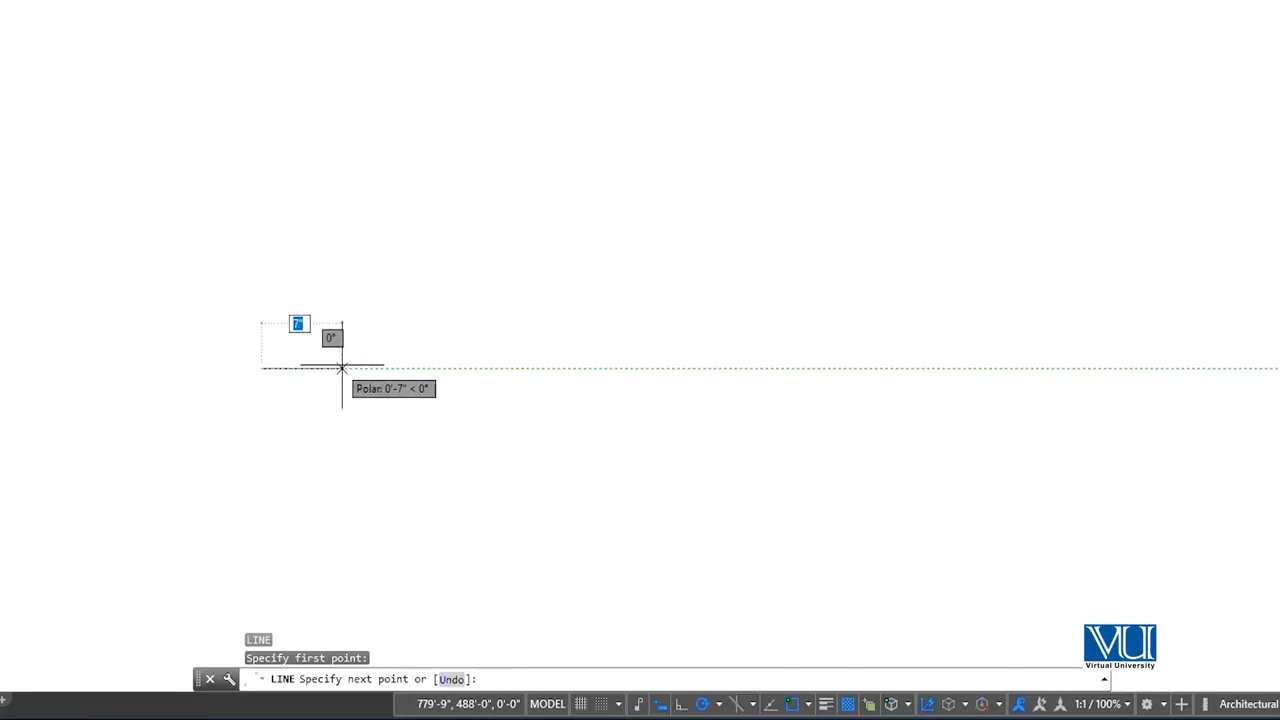 7"
0°
Polar: 0'-7" < 0°
LINE
Specify first point:
LINE Specify next point or [Undo]:
VU
Virtual University
779'-9", 488'-0", 0'-0"
MODEL
1:1 / 100%
Architectural